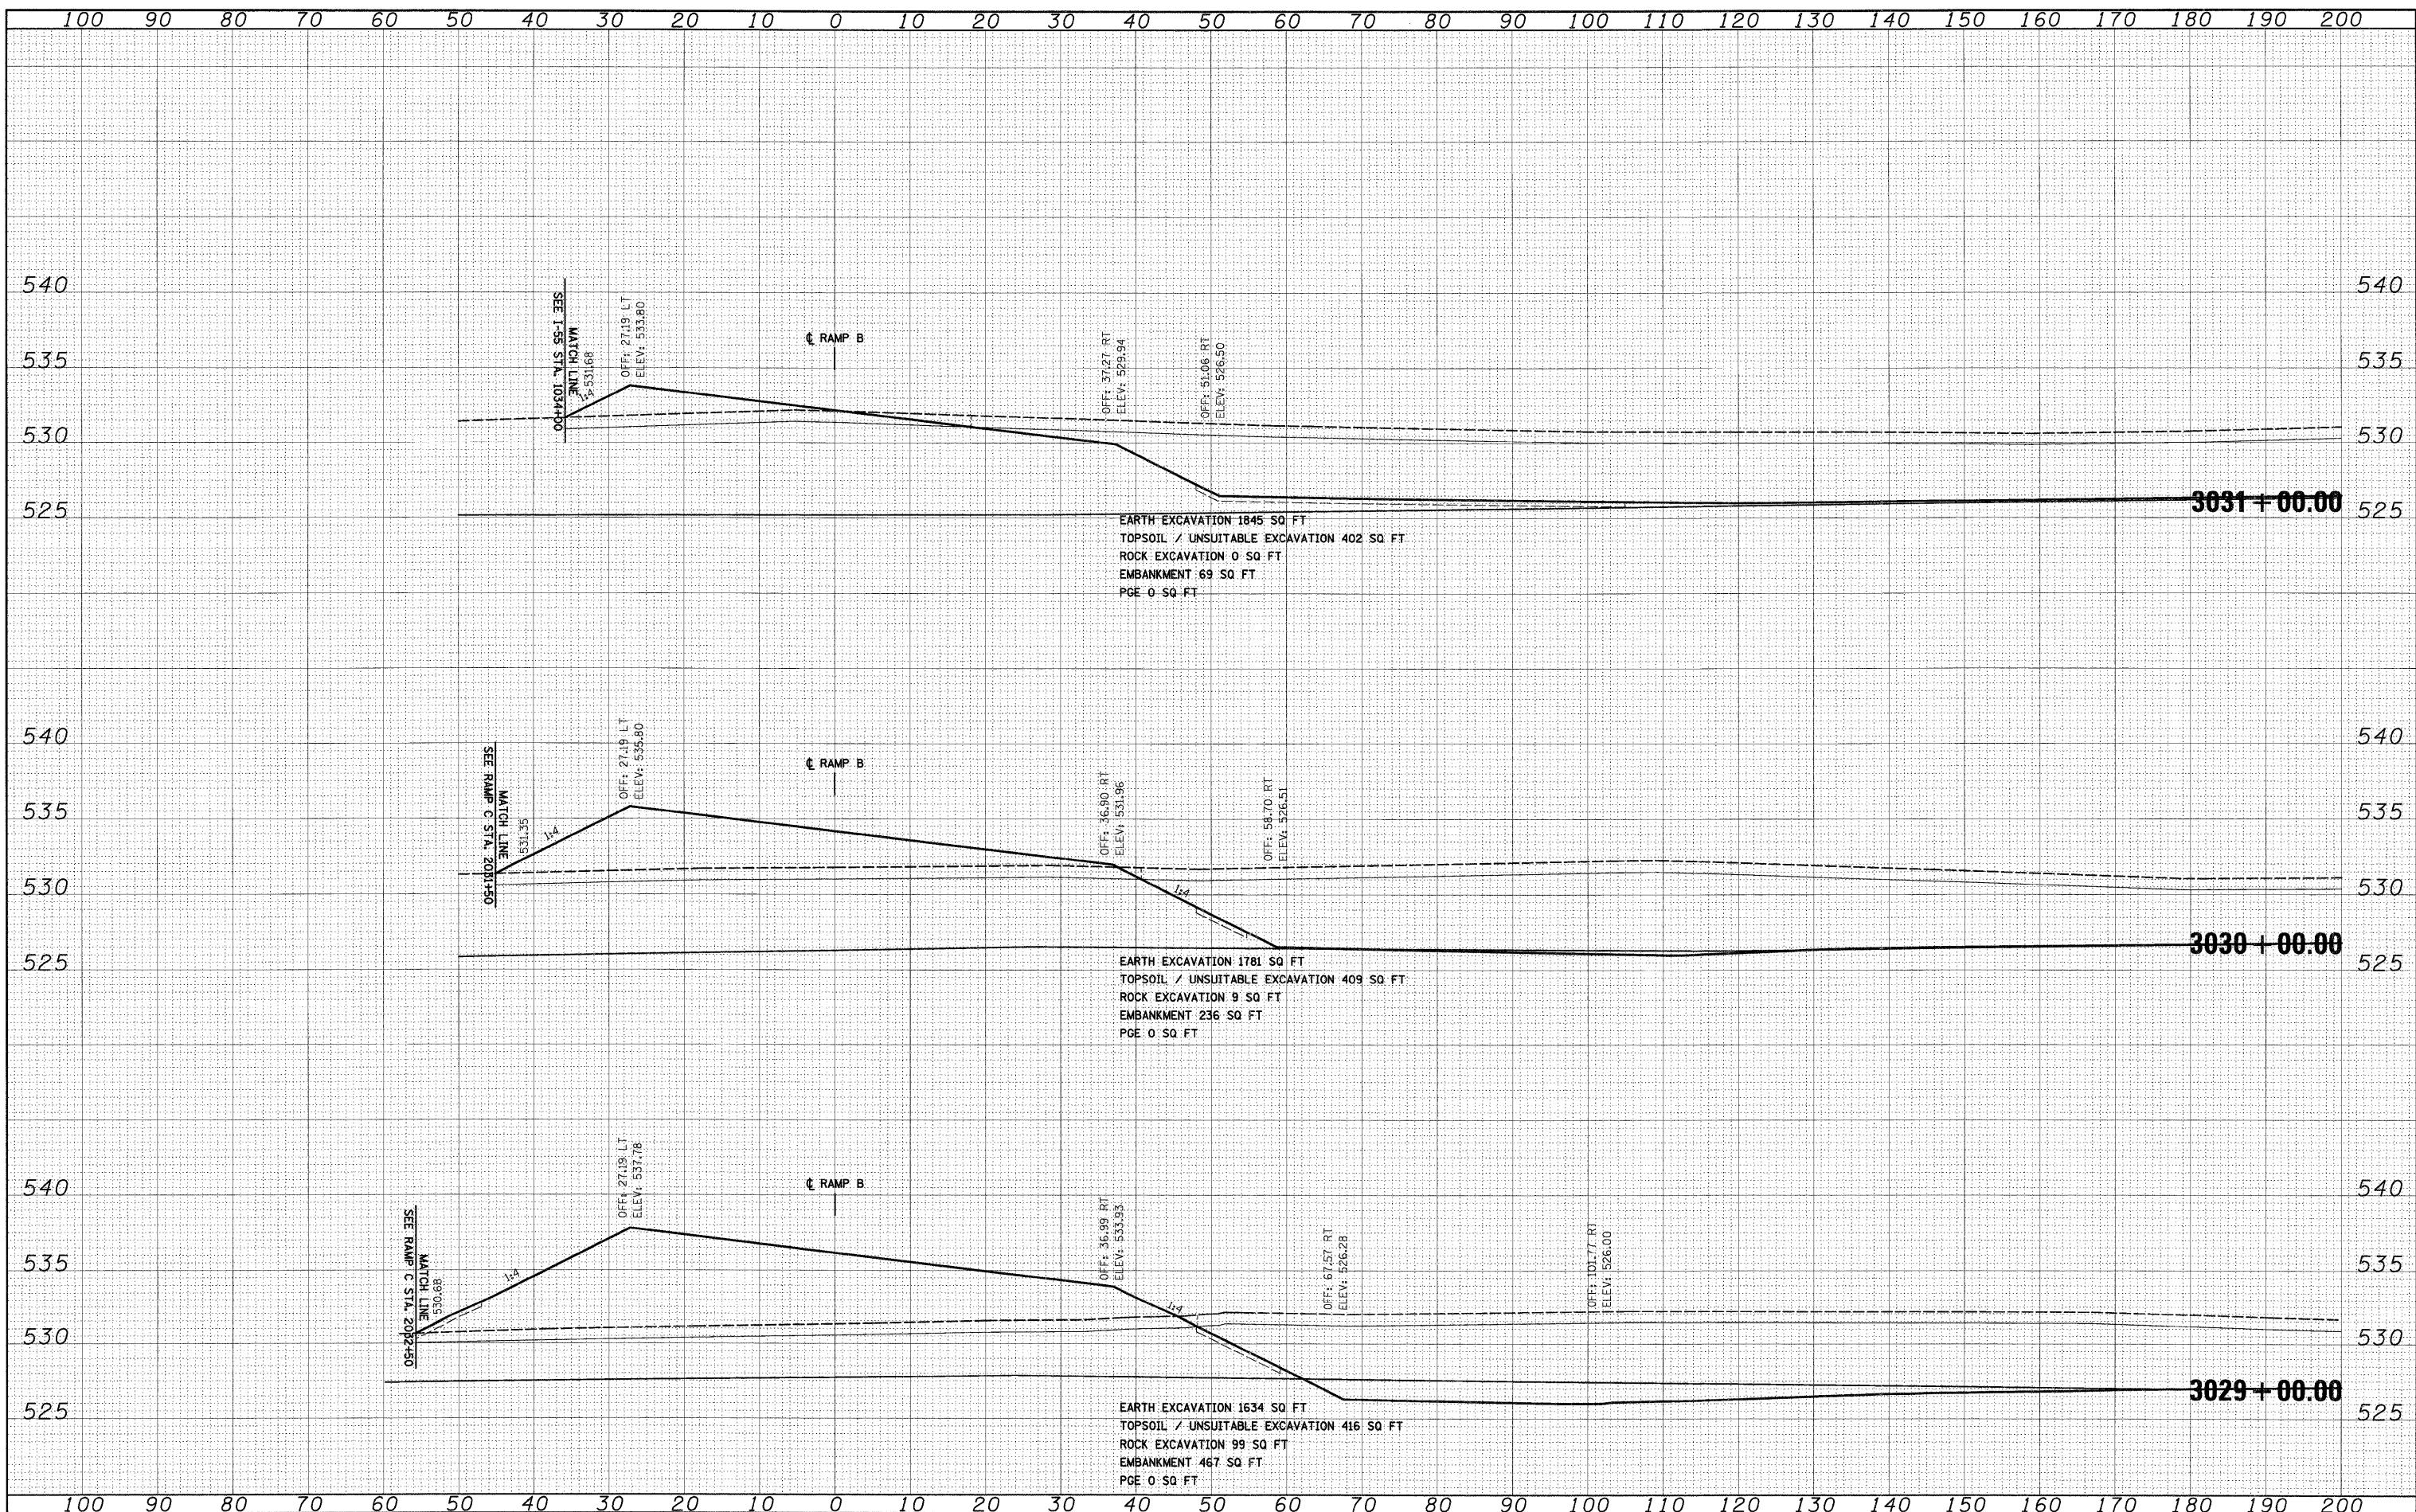 100 90 80 70 60 50 40 30 20 10 0 10 20 30 40 50 60 70 80 90 100 110 120 130 140 150 160 170 180 190 200
540 540
535 535
530 530
525 525
SEE I-55 STA. 1034+00
MATCH LINE
531.68
1:4
OFF: 27.19 LT
ELEV: 533.80
℄ RAMP B
OFF: 37.27 RT
ELEV: 529.94
OFF: 51.06 RT
ELEV: 526.50
3031+00.00
EARTH EXCAVATION 1845 SQ FT
TOPSOIL / UNSUITABLE EXCAVATION 402 SQ FT
ROCK EXCAVATION 0 SQ FT
EMBANKMENT 69 SQ FT
PGE 0 SQ FT
540 540
535 535
530 530
525 525
SEE RAMP C STA. 2031+50
MATCH LINE
531.35
1:4
OFF: 27.19 LT
ELEV: 535.80
℄ RAMP B
OFF: 36.90 RT
ELEV: 531.96
1:4
OFF: 58.70 RT
ELEV: 526.51
3030+00.00
EARTH EXCAVATION 1781 SQ FT
TOPSOIL / UNSUITABLE EXCAVATION 409 SQ FT
ROCK EXCAVATION 9 SQ FT
EMBANKMENT 236 SQ FT
PGE 0 SQ FT
540 540
535 535
530 530
525 525
SEE RAMP C STA. 2032+50
MATCH LINE
530.68
1:4
OFF: 27.19 LT
ELEV: 537.78
℄ RAMP B
OFF: 36.99 RT
ELEV: 533.93
1:4
OFF: 67.57 RT
ELEV: 526.28
OFF: 101.77 RT
ELEV: 526.00
3029+00.00
EARTH EXCAVATION 1634 SQ FT
TOPSOIL / UNSUITABLE EXCAVATION 416 SQ FT
ROCK EXCAVATION 99 SQ FT
EMBANKMENT 467 SQ FT
PGE 0 SQ FT
100 90 80 70 60 50 40 30 20 10 0 10 20 30 40 50 60 70 80 90 100 110 120 130 140 150 160 170 180 190 200